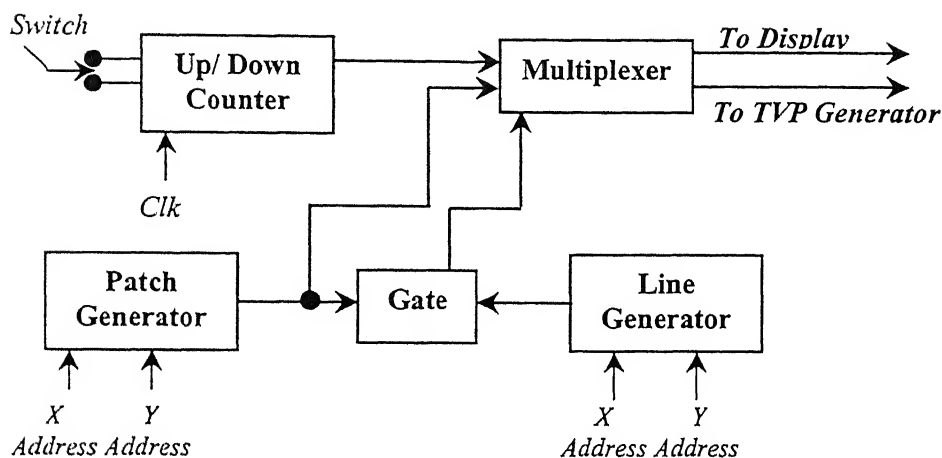 Switch
Up/ Down
Counter
Multiplexer
To Display
To TVP Generator
Clk
Patch
Generator
Gate
Line
Generator
X Y
Address Address
X Y
Address Address